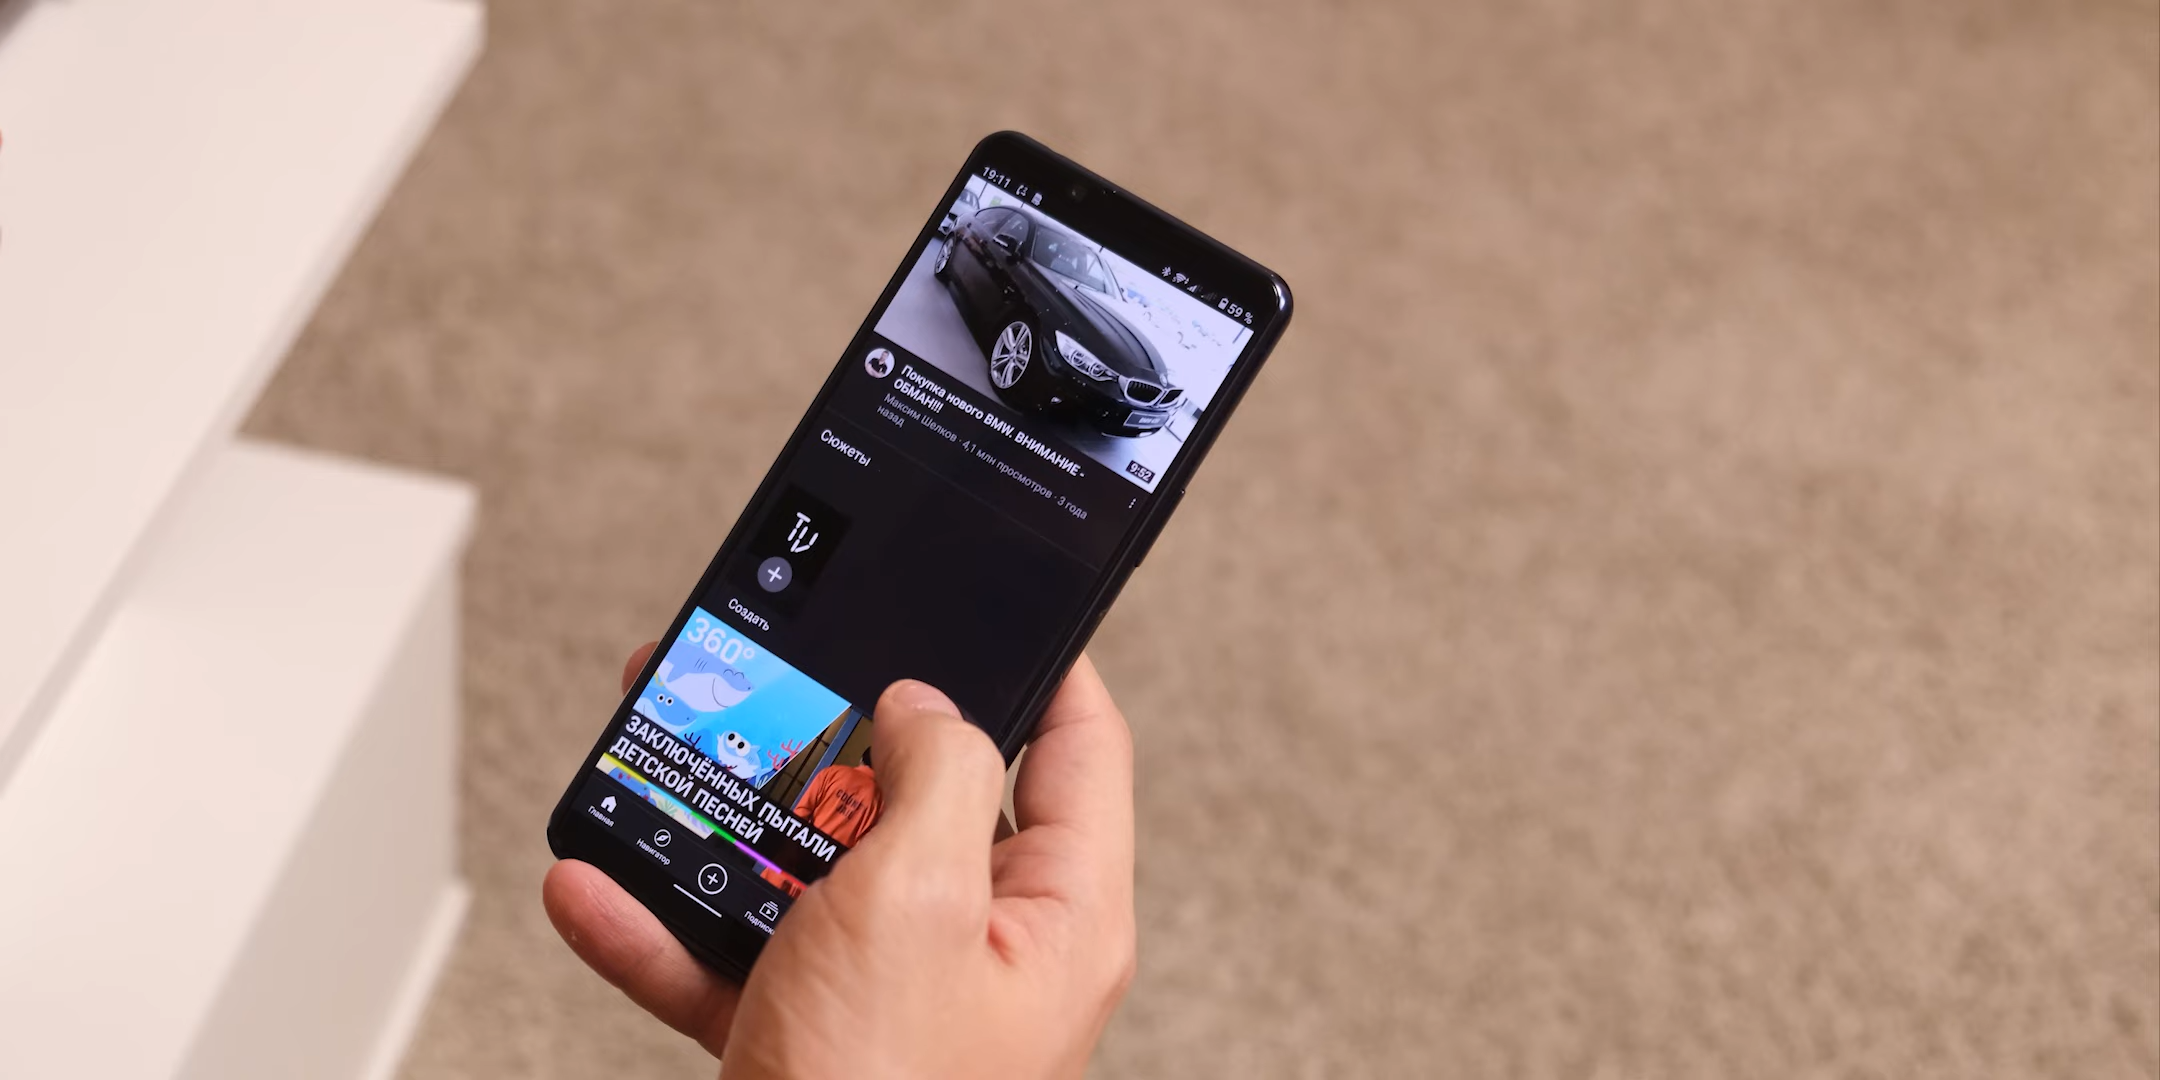 19:11
59 %
9:52
Покупка нового BMW. ВНИМАНИЕ -
ОБМАН!!!
Максим Шелков · 4,1 млн просмотров · 3 года
назад
Сюжеты
Создать
360°
ЗАКЛЮЧЁННЫХ ПЫТАЛИ
ДЕТСКОЙ ПЕСНЕЙ
Главная
Навигатор